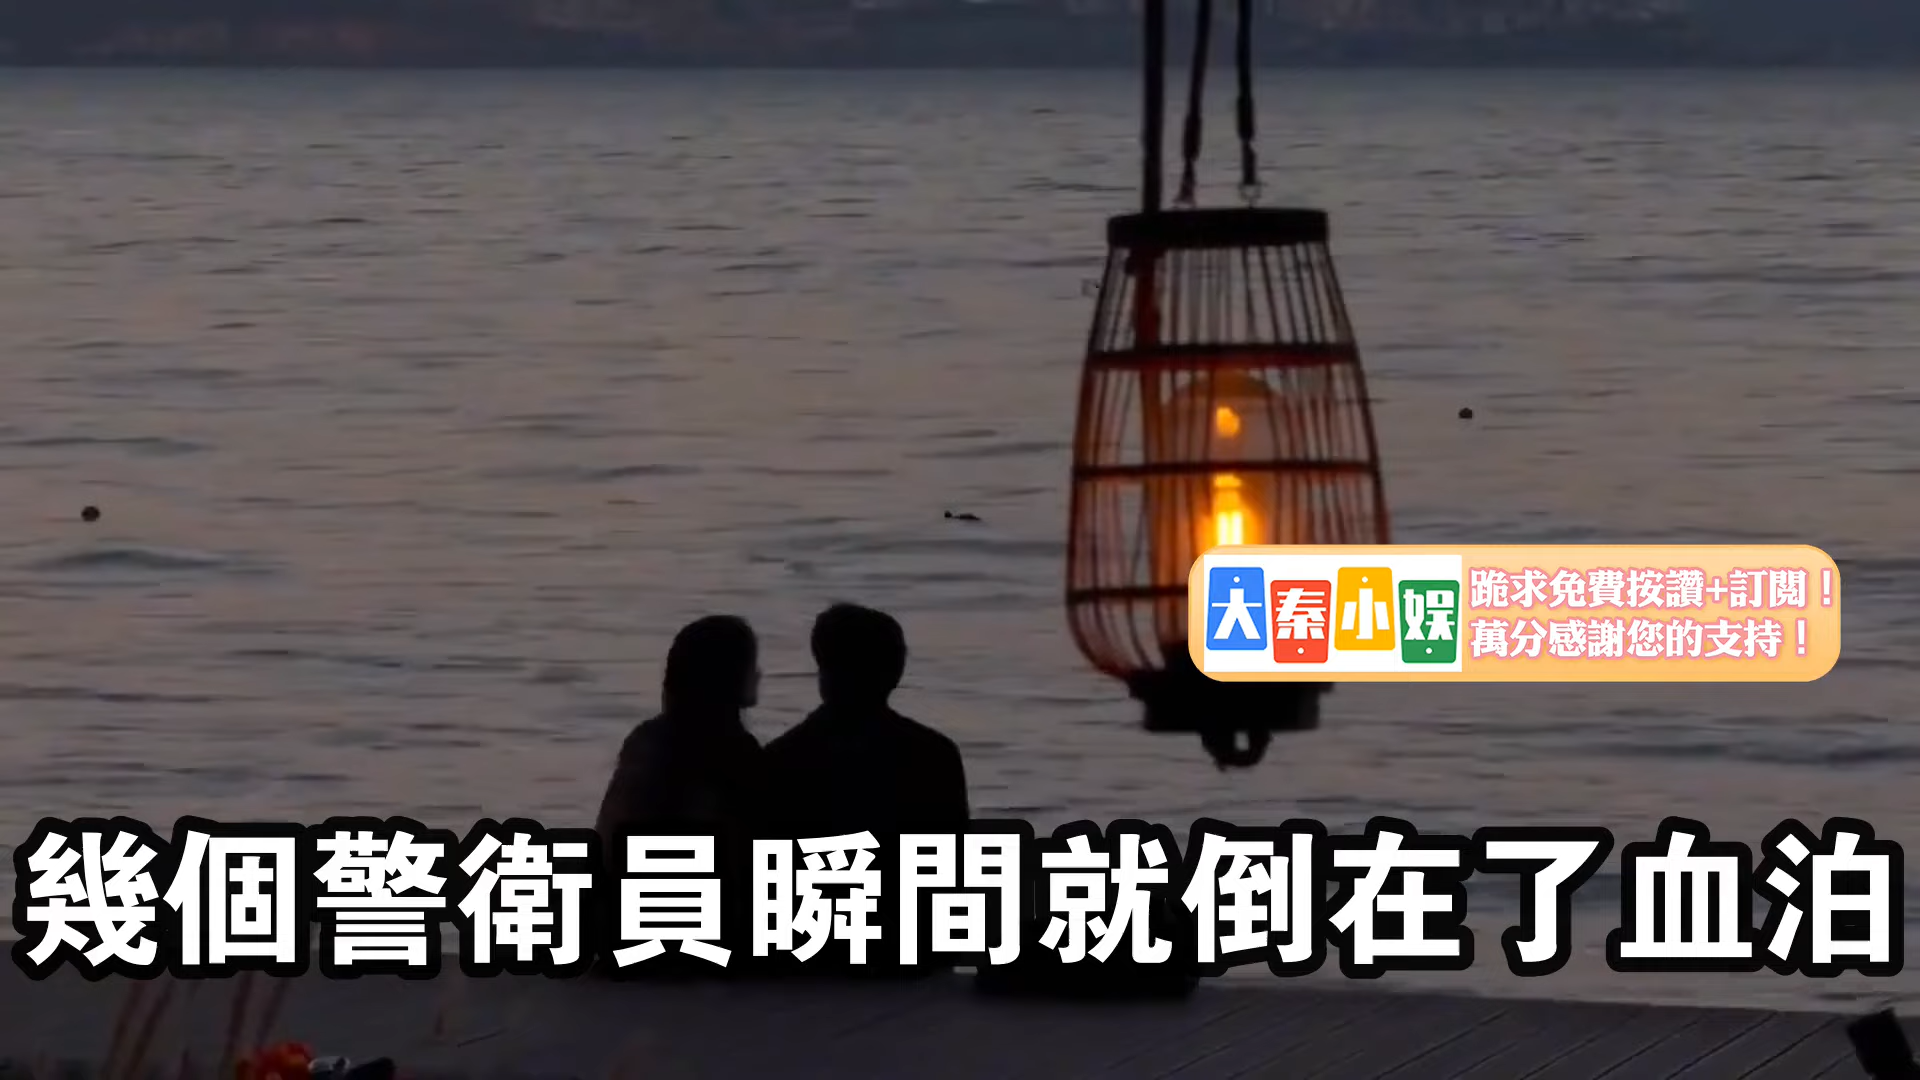 大秦小娱
跪求免費按讚+訂閱！
萬分感謝您的支持！
幾個警衛員瞬間就倒在了血泊